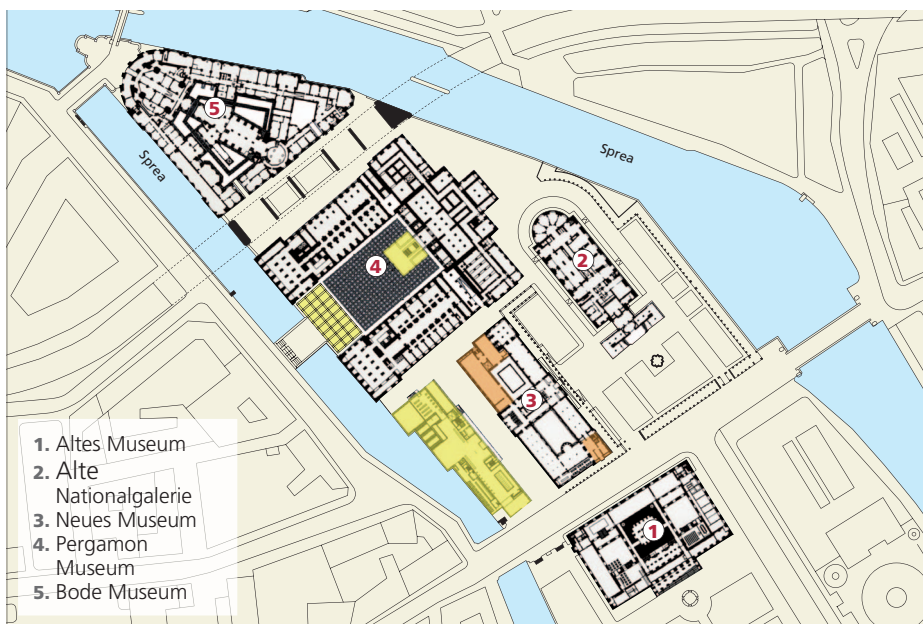 5
Sprea
Sprea
2
4
3
1
1. Altes Museum
2. Alte
Nationalgalerie
3. Neues Museum
4. Pergamon
Museum
5. Bode Museum